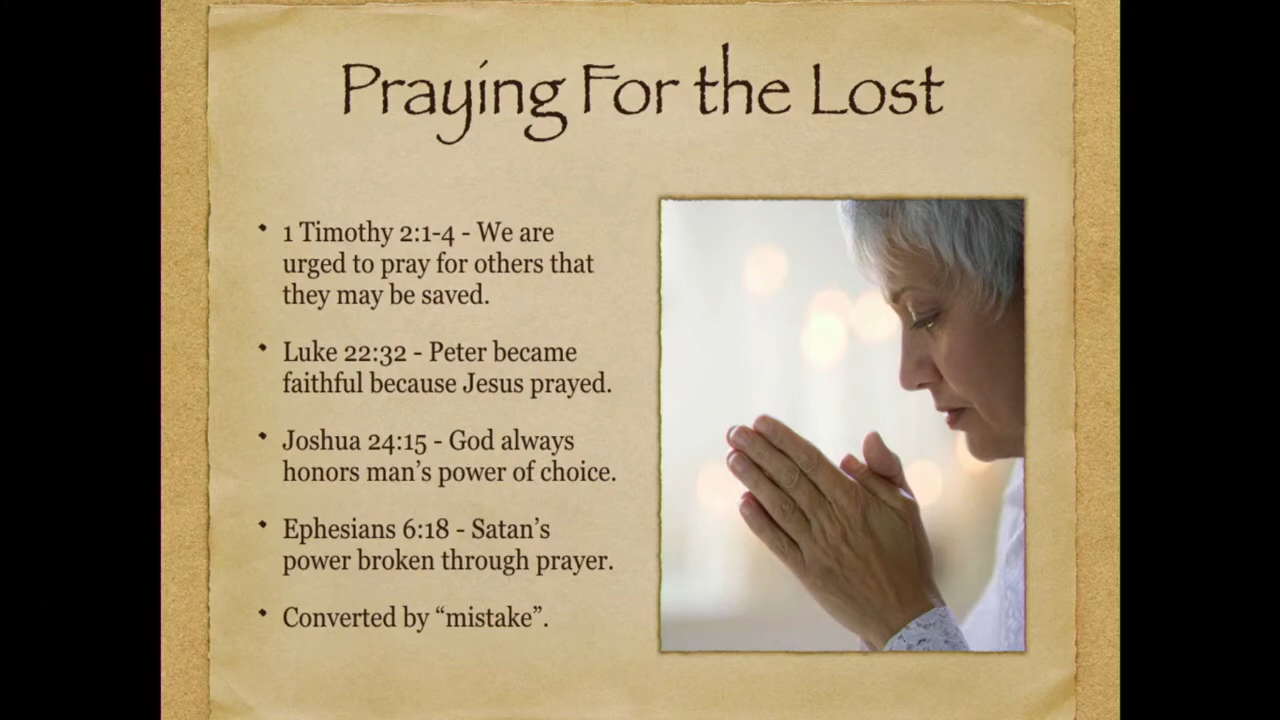 Praying For the Lost
• 1 Timothy 2:1-4 - We are
urged to pray for others that
they may be saved.
• Luke 22:32 - Peter became
faithful because Jesus prayed.
• Joshua 24:15 - God always
honors man’s power of choice.
• Ephesians 6:18 - Satan’s
power broken through prayer.
• Converted by “mistake”.